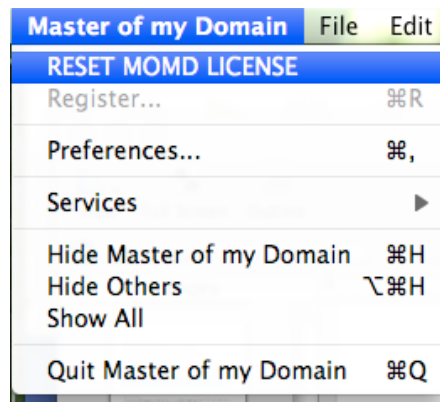 Master of my Domain File Edit
RESET MOMD LICENSE
Register... ⌘R
Preferences... ⌘,
Services ▶
Hide Master of my Domain ⌘H
Hide Others ⌥⌘H
Show All
Quit Master of my Domain ⌘Q